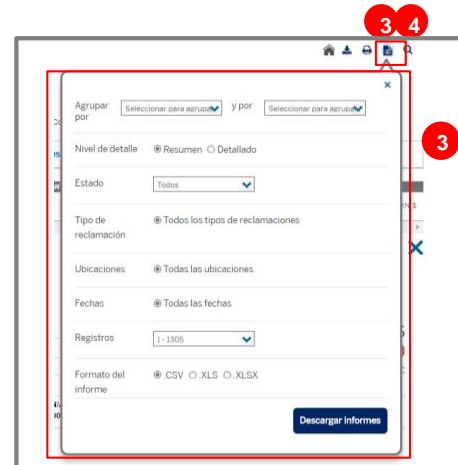 3 4
Agrupar por Seleccionar para agrupar y por Seleccionar para agrupar
3
Nivel de detalle Resumen Detallado
Estado Todos
Tipo de reclamación Todos los tipos de reclamaciones
Ubicaciones Todas las ubicaciones
Fechas Todas las fechas
Registros 1 - 1305
Formato del informe .CSV .XLS .XLSX
Descargar informes